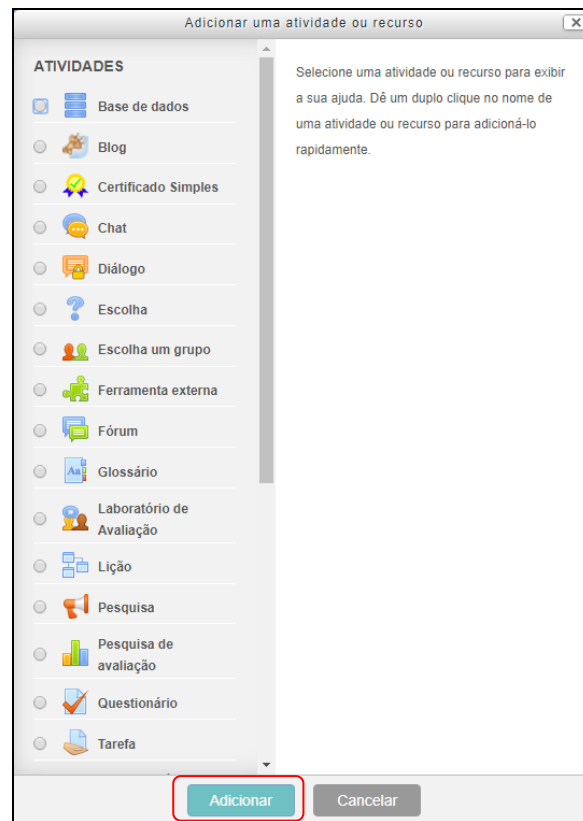 Adicionar uma atividade ou recurso
ATIVIDADES
Base de dados
Blog
Certificado Simples
Chat
Diálogo
Escolha
Escolha um grupo
Ferramenta externa
Fórum
Glossário
Laboratório de
Avaliação
Lição
Pesquisa
Pesquisa de
avaliação
Questionário
Tarefa
Selecione uma atividade ou recurso para exibir
a sua ajuda. Dê um duplo clique no nome de
uma atividade ou recurso para adicioná-lo
rapidamente.
Adicionar
Cancelar